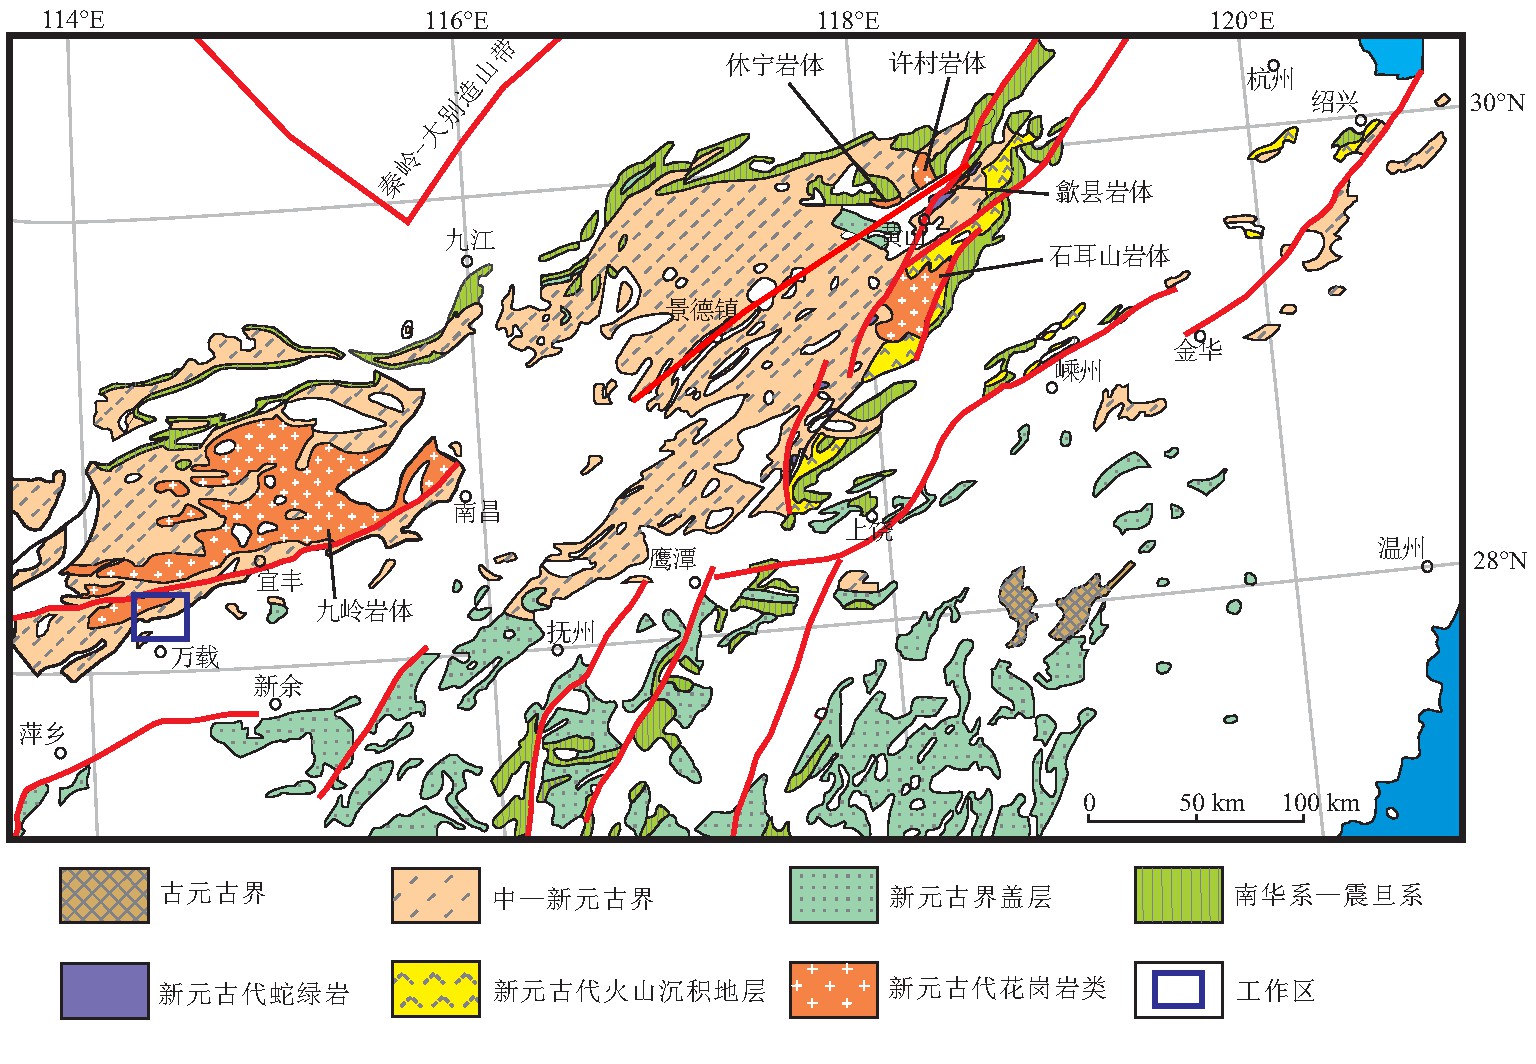 114°E
116°E
118°E
120°E
30°N
28°N
秦岭-大别造山带
休宁岩体
许村岩体
杭州
绍兴
歙县岩体
九江
黄山
石耳山岩体
景德镇
金华
嵊州
南昌
上饶
温州
宜丰
鹰潭
九岭岩体
抚州
万载
新余
萍乡
0
50 km
100 km
古元古界
中—新元古界
新元古界盖层
南华系—震旦系
新元古代蛇绿岩
新元古代火山沉积地层
新元古代花岗岩类
工作区